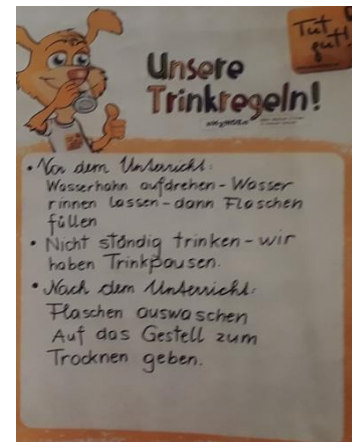 Tut
gut!
Unsere
Trinkregeln!
• Vor dem Unterricht:
Wasserhahn aufdrehen - Wasser
rinnen lassen - dann Flaschen
füllen
• Nicht ständig trinken - wir
haben Trinkpausen.
• Nach dem Unterricht:
Flaschen auswaschen
Auf das Gestell zum
Trocknen geben.